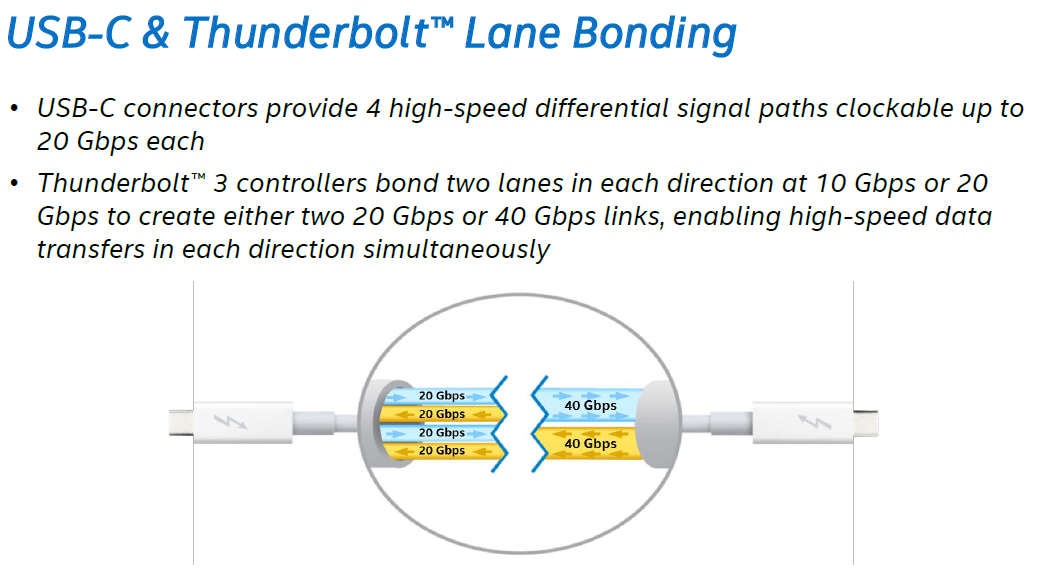 USB-C & Thunderbolt™ Lane Bonding
• USB-C connectors provide 4 high-speed differential signal paths clockable up to
20 Gbps each
• Thunderbolt™ 3 controllers bond two lanes in each direction at 10 Gbps or 20
Gbps to create either two 20 Gbps or 40 Gbps links, enabling high-speed data
transfers in each direction simultaneously
20 Gbps
20 Gbps
20 Gbps
20 Gbps
40 Gbps
40 Gbps